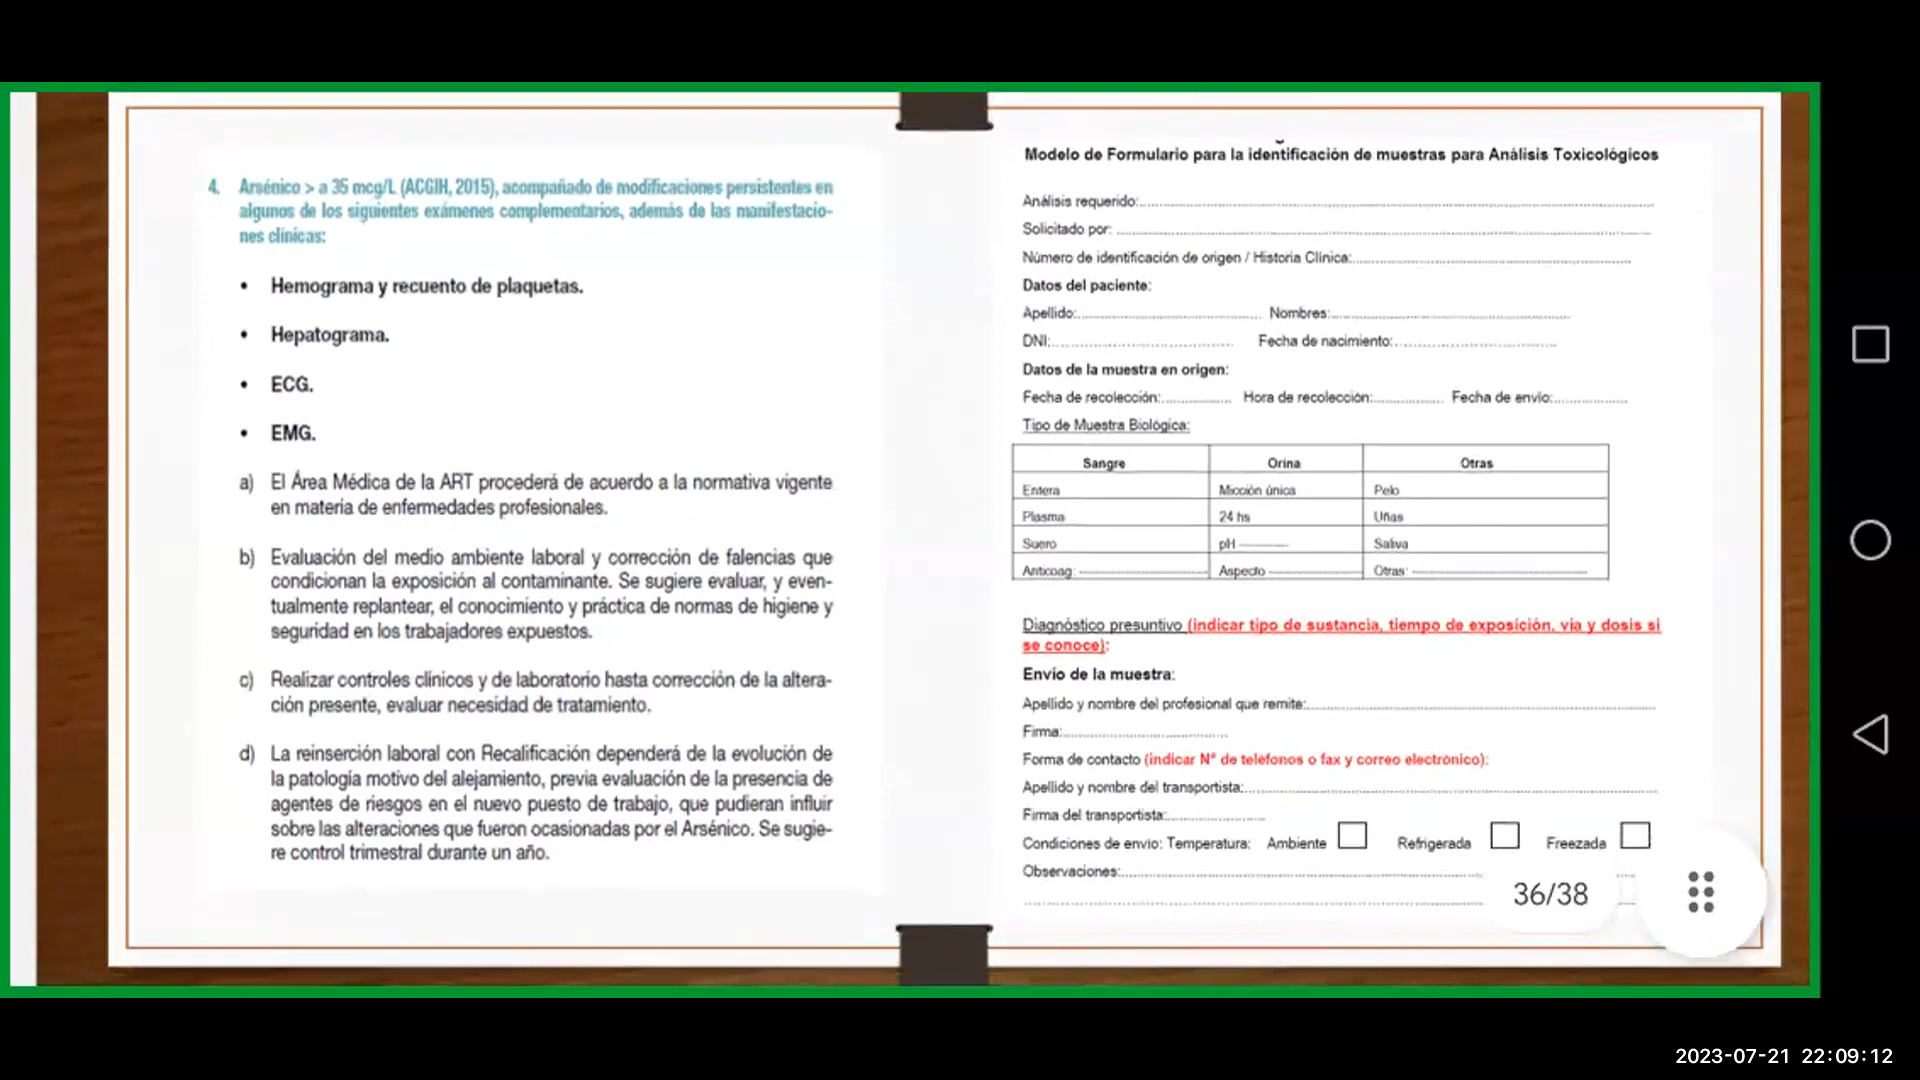 4. Arsénico > a 35 mcg/L (ACGIH, 2015), acompañado de modificaciones persistentes en
algunos de los siguientes exámenes complementarios, además de las manifestacio-
nes clínicas:
• Hemograma y recuento de plaquetas.
• Hepatograma.
• ECG.
• EMG.
a) El Área Médica de la ART procederá de acuerdo a la normativa vigente
en materia de enfermedades profesionales.
b) Evaluación del medio ambiente laboral y corrección de falencias que
condicionan la exposición al contaminante. Se sugiere evaluar, y even-
tualmente replantear, el conocimiento y práctica de normas de higiene y
seguridad en los trabajadores expuestos.
c) Realizar controles clínicos y de laboratorio hasta corrección de la altera-
ción presente, evaluar necesidad de tratamiento.
d) La reinserción laboral con Recalificación dependerá de la evolución de
la patología motivo del alejamiento, previa evaluación de la presencia de
agentes de riesgos en el nuevo puesto de trabajo, que pudieran influir
sobre las alteraciones que fueron ocasionadas por el Arsénico. Se sugie-
re control trimestral durante un año.
Modelo de Formulario para la identificación de muestras para Análisis Toxicológicos
Análisis requerido:
Solicitado por:
Número de identificación de origen / Historia Clínica:
Datos del paciente:
Apellido: Nombres:
DNI: Fecha de nacimiento:
Datos de la muestra en origen:
Fecha de recolección: Hora de recolección: Fecha de envío:
Tipo de Muestra Biológica:
Sangre Orina Otras
Entera Micción única Pelo
Plasma 24 hs Uñas
Suero pH Saliva
Anticoag: Aspecto Otras:
Diagnóstico presuntivo (indicar tipo de sustancia, tiempo de exposición, vía y dosis si
se conoce):
Envío de la muestra:
Apellido y nombre del profesional que remite:
Firma:
Forma de contacto (indicar N° de teléfonos o fax y correo electrónico):
Apellido y nombre del transportista:
Firma del transportista:
Condiciones de envío: Temperatura: Ambiente Refrigerada Freezada
Observaciones:
36/38
2023-07-21 22:09:12